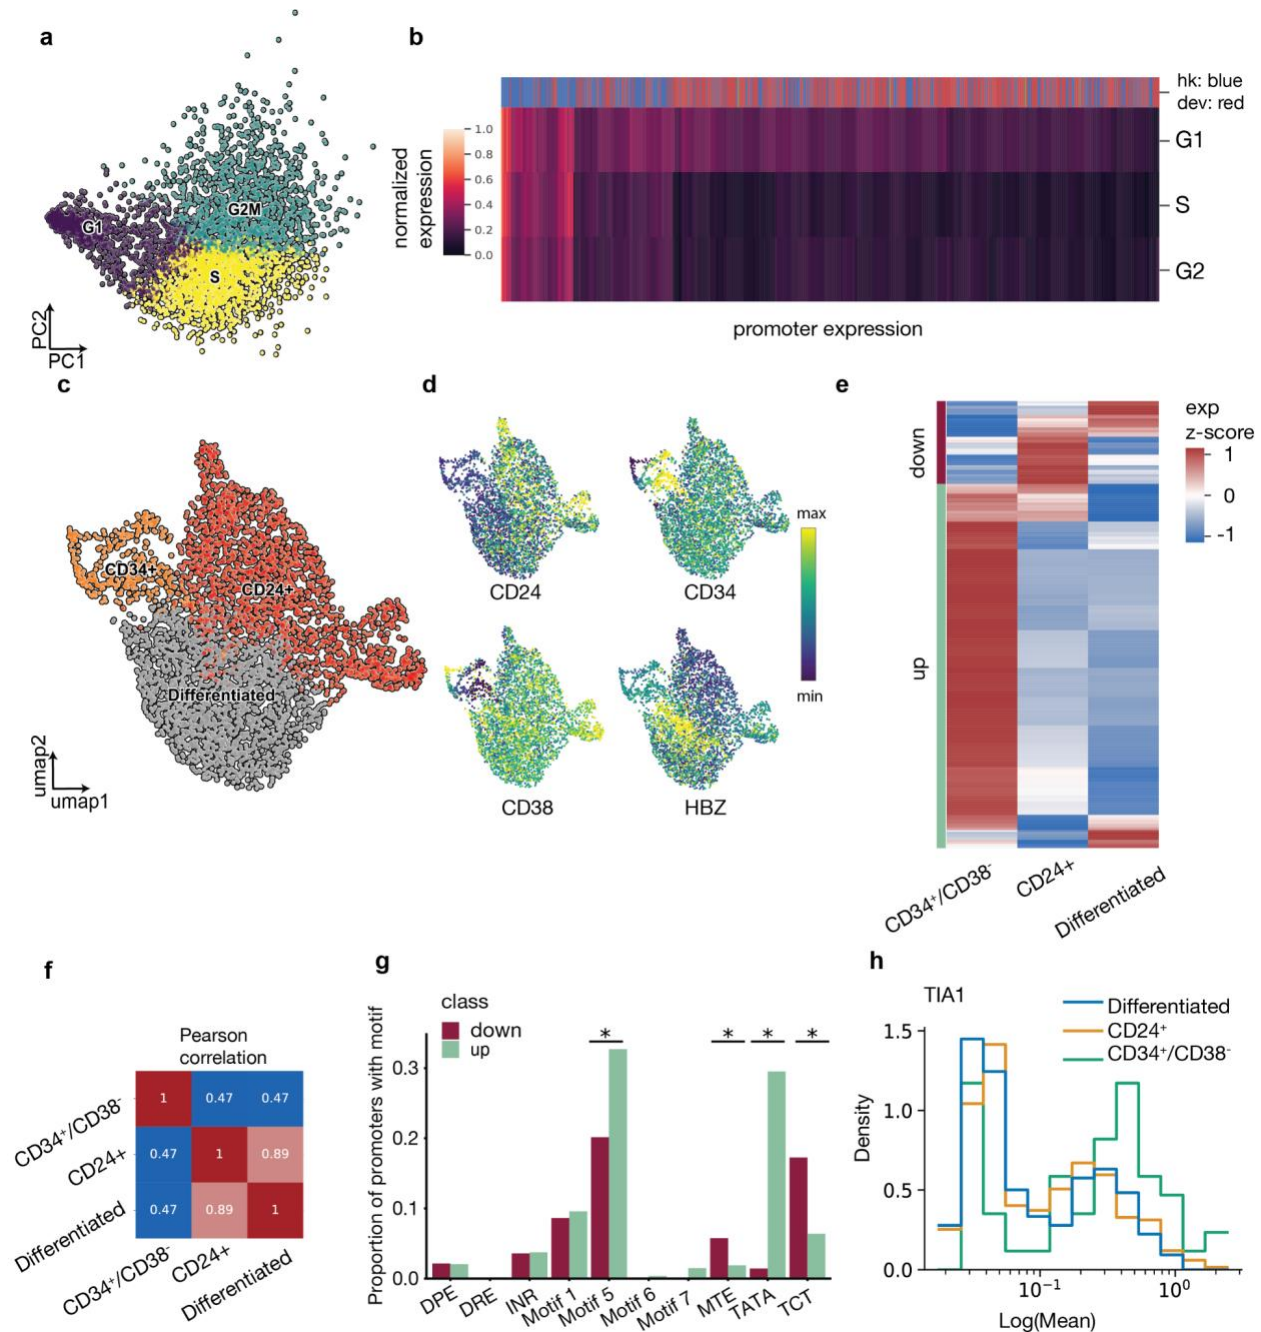 a
G1
G2M
S
PC2
PC1
b
hk: blue
dev: red
G1
S
G2
normalized
expression
1.0
0.8
0.6
0.4
0.2
0.0
promoter expression
c
CD34+
CD24+
Differentiated
umap2
umap1
d
CD24
CD34
CD38
HBZ
max
min
e
down
up
exp
z-score
1
0
-1
CD34⁺/CD38⁻
CD24+
Differentiated
f
Pearson
correlation
CD34⁺/CD38⁻
CD24+
Differentiated
1 0.47 0.47
0.47 1 0.89
0.47 0.89 1
CD34⁺/CD38⁻
CD24+
Differentiated
g
class
down
up
* * * *
Proportion of promoters with motif
0.3
0.2
0.1
0.0
DPE
DRE
INR
Motif 1
Motif 5
Motif 6
Motif 7
MTE
TATA
TCT
h
TIA1
Differentiated
CD24⁺
CD34⁺/CD38⁻
Density
1.5
1.0
0.5
0.0
10⁻¹
10⁰
Log(Mean)